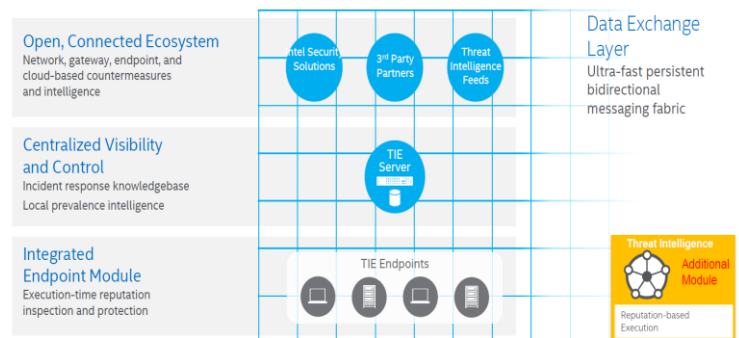 Open, Connected Ecosystem
Network, gateway, endpoint, and
cloud-based countermeasures
and intelligence
ntel Security
Solutions
3rd Party
Partners
Threat
Intelligence
Feeds
Data Exchange
Layer
Ultra-fast persistent
bidirectional
messaging fabric
Centralized Visibility
and Control
Incident response knowledgebase
Local prevalence intelligence
TIE
Server
Integrated
Endpoint Module
Execution-time reputation
inspection and protection
TIE Endpoints
Threat Intelligence
Additional
Module
Reputation-based
Execution